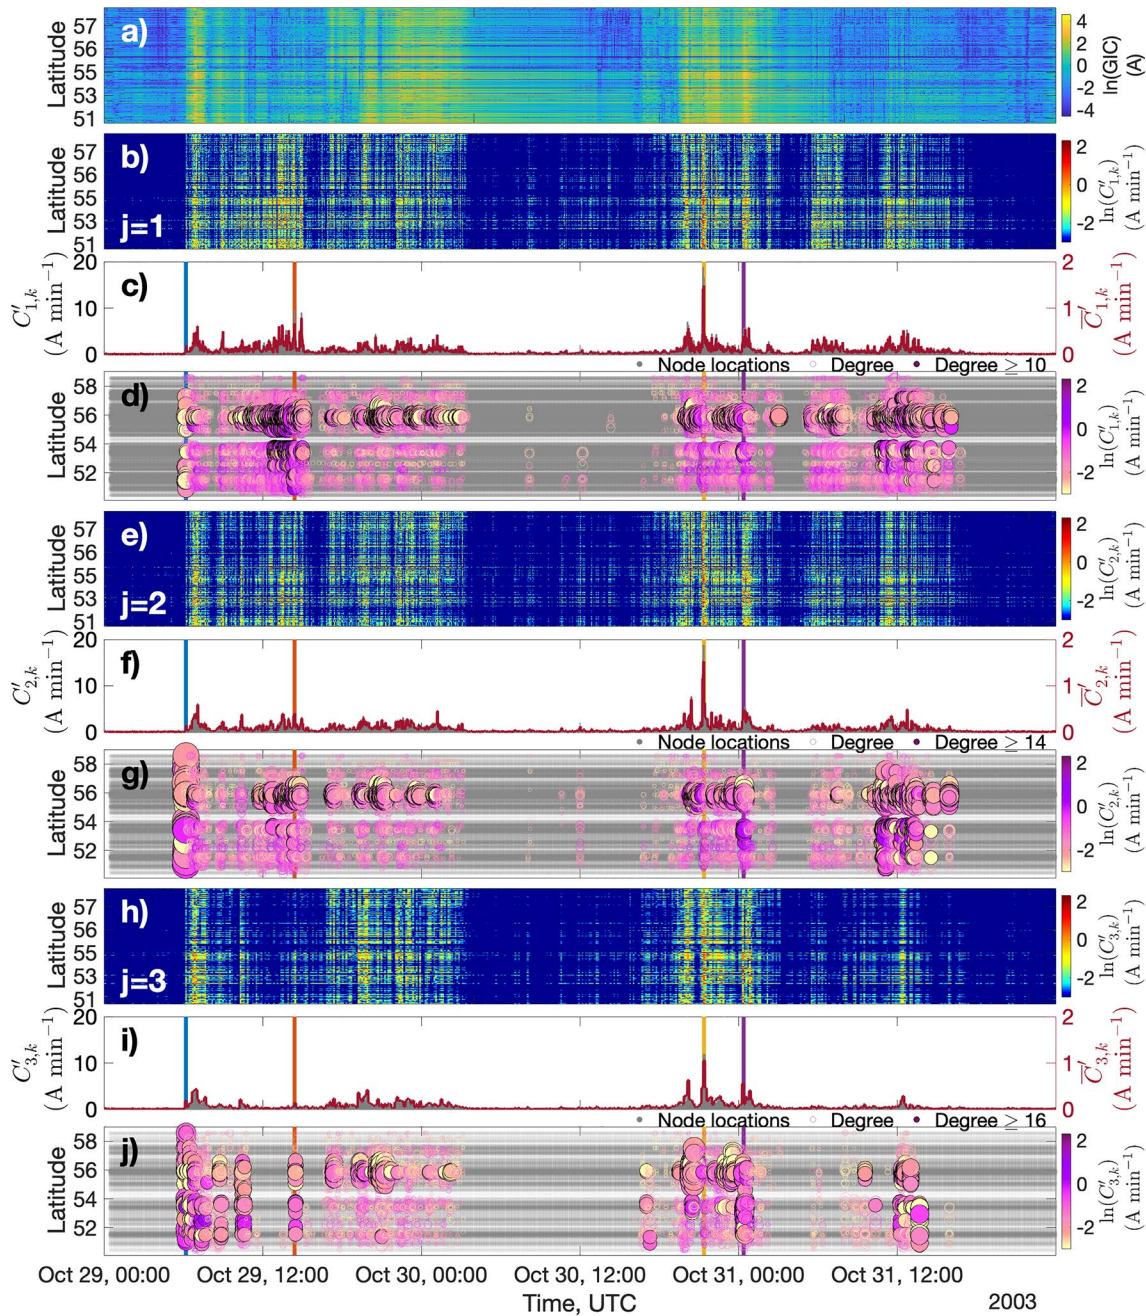 a)
Latitude
57
56
55
53
51
4
2
0
-2
-4
ln(GIC)
(A)
b)
j=1
Latitude
57
56
55
53
51
2
0
-2
ln(C′1,k)
(A min−1)
c)
C′1,k
(A min−1)
20
10
0
2
1
0
C′1,k
(A min−1)
Node locations Degree Degree ≥ 10
d)
Latitude
58
56
54
52
2
0
-2
ln(C′1,k)
(A min−1)
e)
j=2
Latitude
57
56
55
53
51
2
0
-2
ln(C′2,k)
(A min−1)
f)
C′2,k
(A min−1)
20
10
0
2
1
0
C′2,k
(A min−1)
Node locations Degree Degree ≥ 14
g)
Latitude
58
56
54
52
2
0
-2
ln(C′2,k)
(A min−1)
h)
j=3
Latitude
57
56
55
53
51
2
0
-2
ln(C′3,k)
(A min−1)
i)
C′3,k
(A min−1)
20
10
0
2
1
0
C′3,k
(A min−1)
Node locations Degree Degree ≥ 16
j)
Latitude
58
56
54
52
2
0
-2
ln(C′3,k)
(A min−1)
Oct 29, 00:00 Oct 29, 12:00 Oct 30, 00:00 Oct 30, 12:00 Oct 31, 00:00 Oct 31, 12:00
Time, UTC
2003